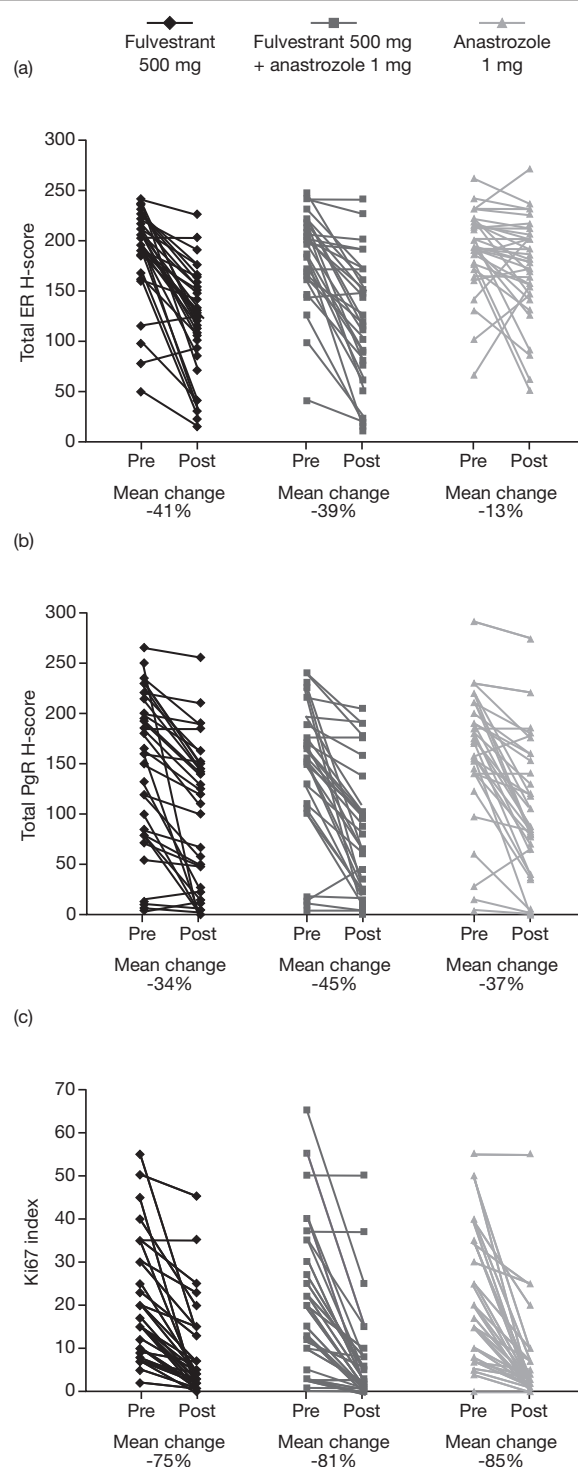 Fulvestrant
500 mg
Fulvestrant 500 mg
+ anastrozole 1 mg
Anastrozole
1 mg
(a)
Total ER H-score
300
250
200
150
100
50
0
Pre Post Pre Post Pre Post
Mean change
-41%
Mean change
-39%
Mean change
-13%
(b)
Total PgR H-score
300
250
200
150
100
50
0
Pre Post Pre Post Pre Post
Mean change
-34%
Mean change
-45%
Mean change
-37%
(c)
Ki67 index
70
60
50
40
30
20
10
0
Pre Post Pre Post Pre Post
Mean change
-75%
Mean change
-81%
Mean change
-85%